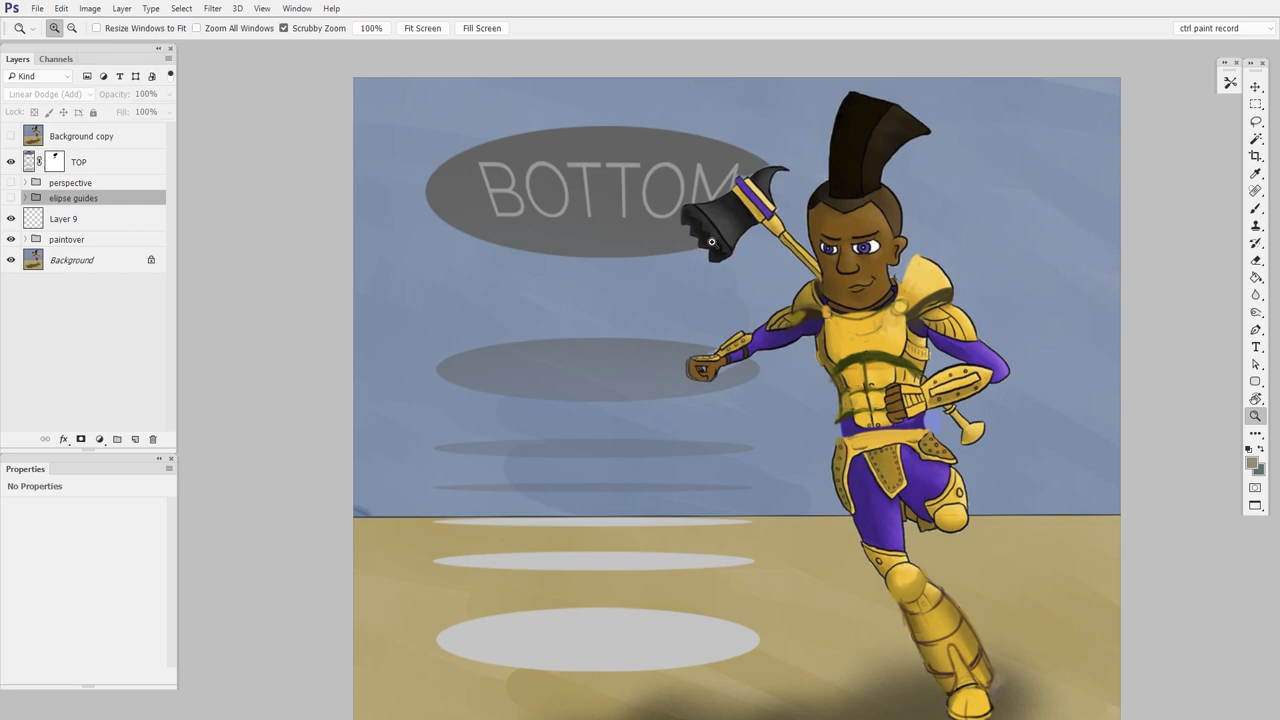 Ps File Edit Image Layer Type Select Filter 3D View Window Help
Resize Windows to Fit Zoom All Windows Scrubby Zoom 100% Fit Screen Fill Screen ctrl paint record
Layers Channels
Kind
Linear Dodge (Add) Opacity: 100%
Lock: Fill: 100%
Background copy
TOP
perspective
elipse guides
Layer 9
paintover
Background
fx
Properties
No Properties
BOTTOM